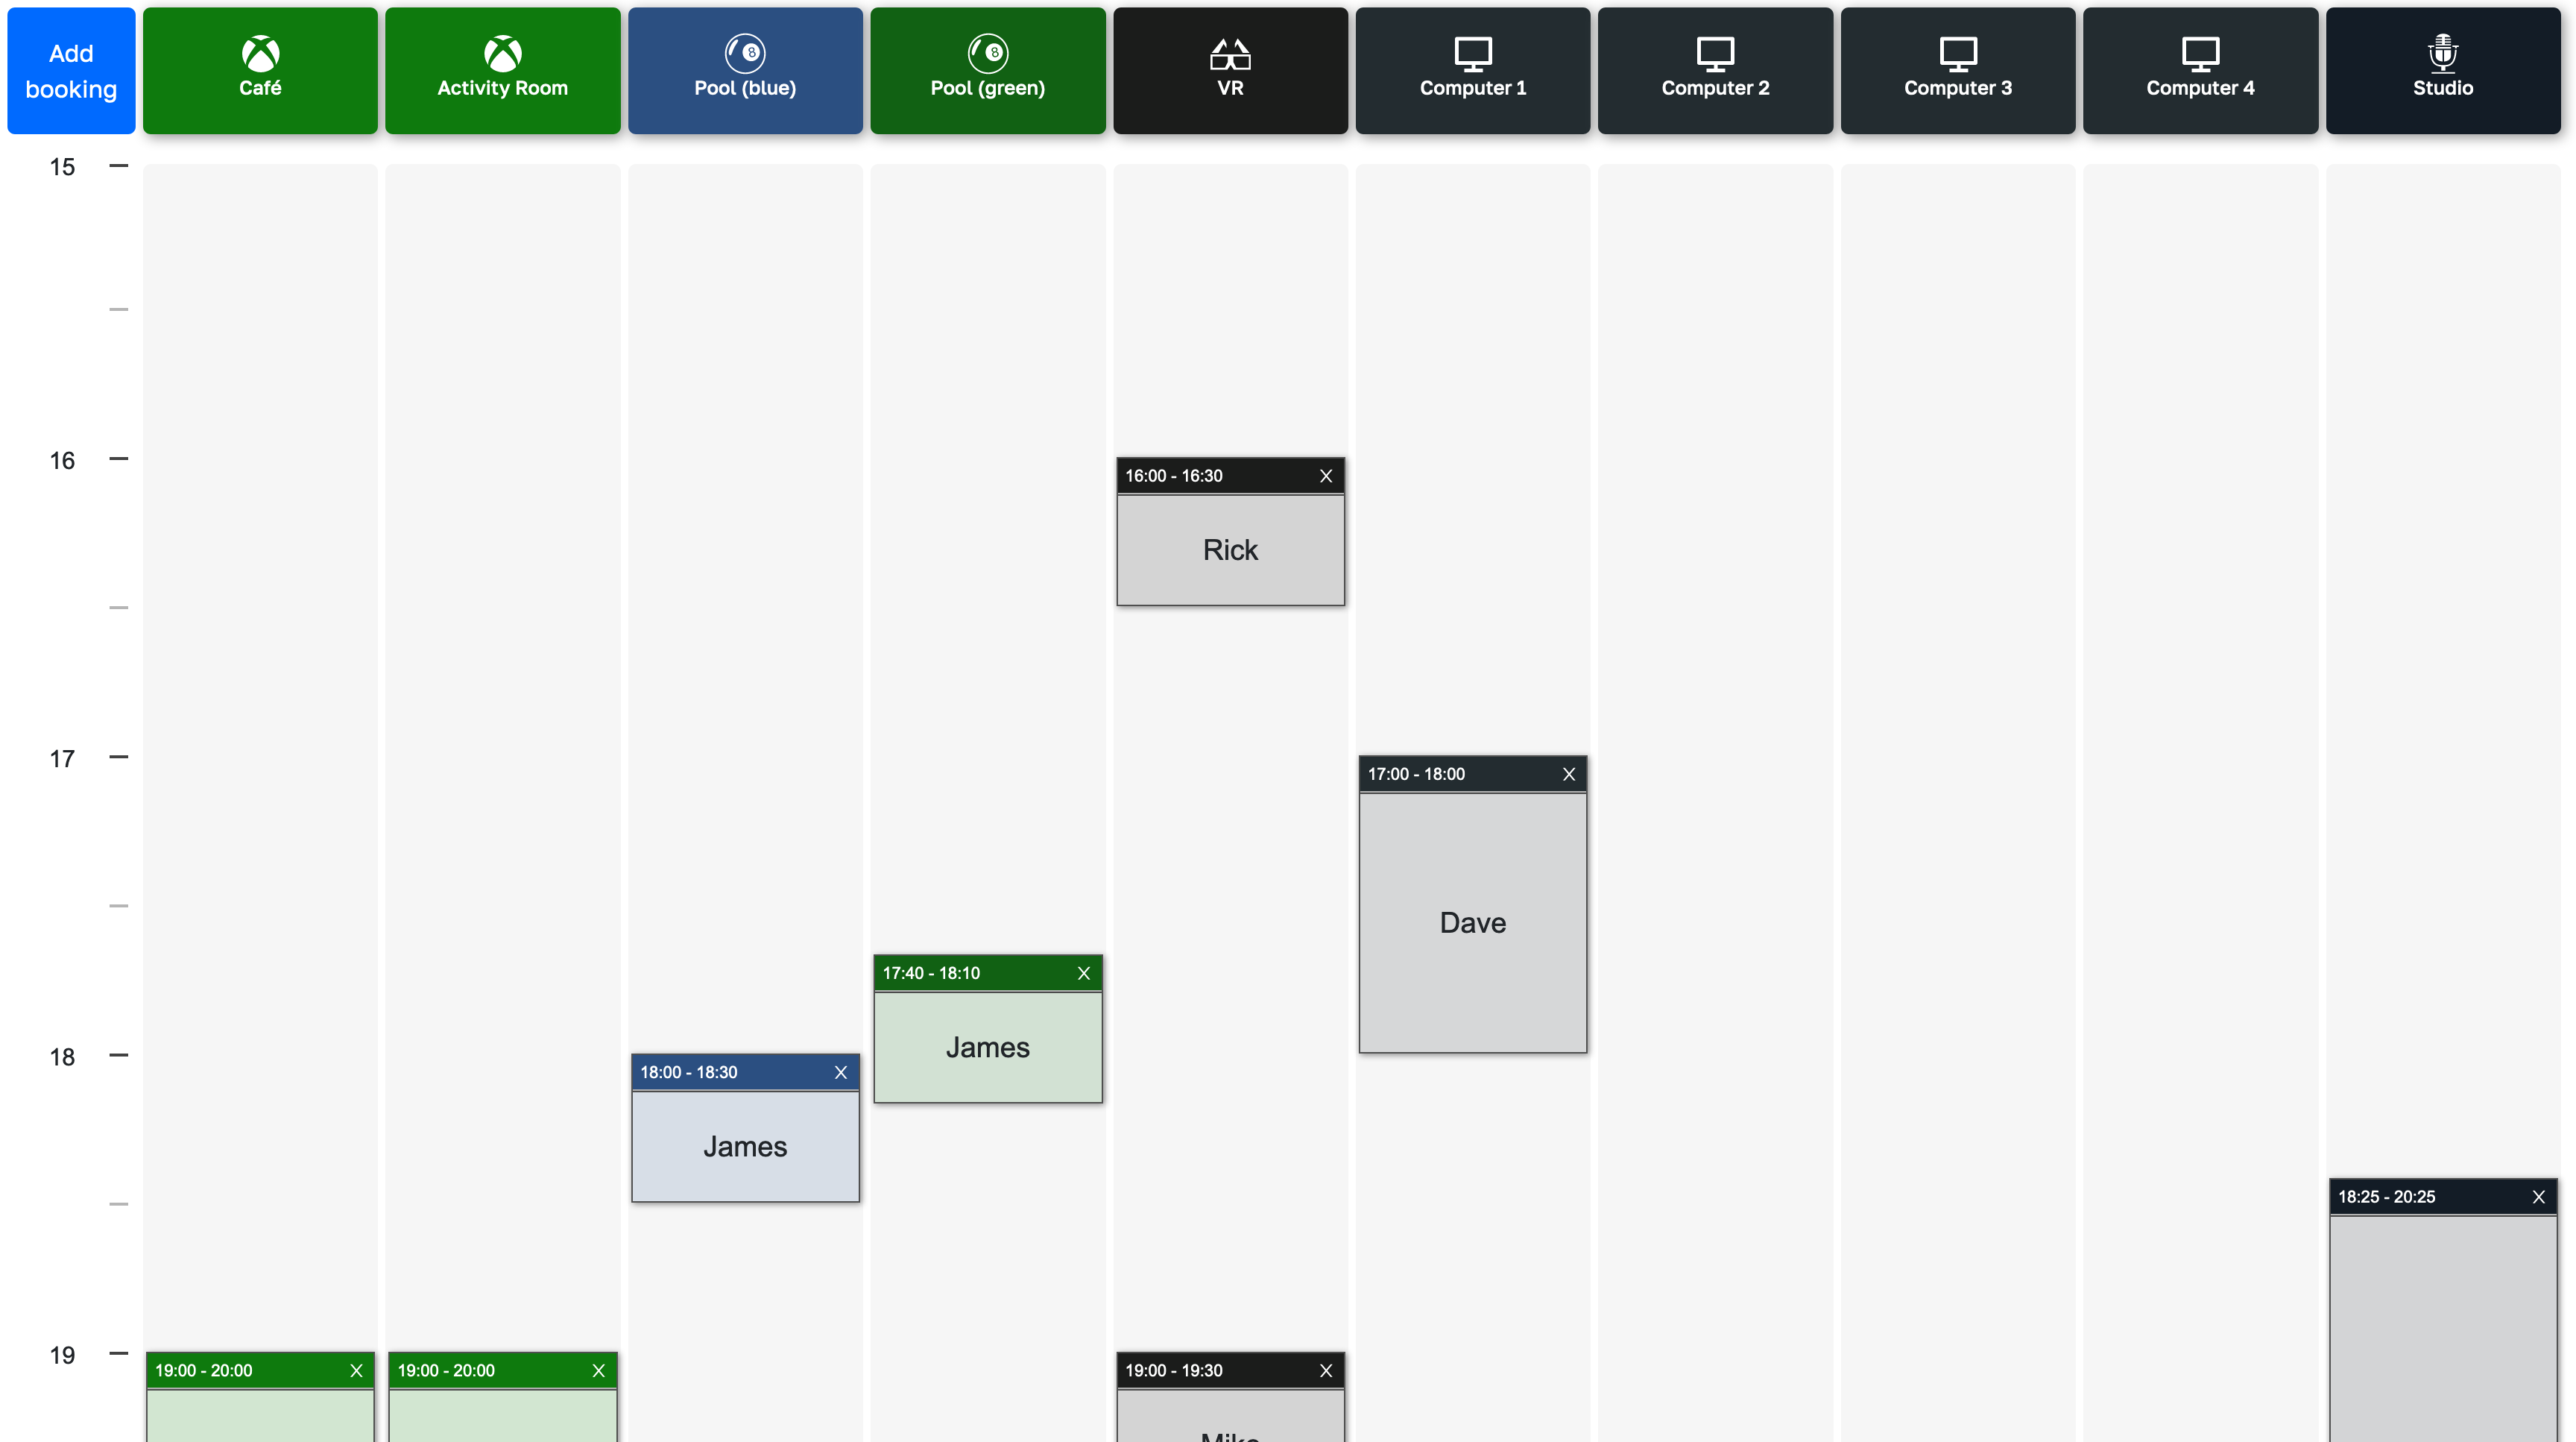 Add
booking
Café
Activity Room
Pool (blue)
Pool (green)
VR
Computer 1
Computer 2
Computer 3
Computer 4
Studio
15
16
16:00 - 16:30 X
Rick
17
17:00 - 18:00 X
Dave
17:40 - 18:10 X
James
18
18:00 - 18:30 X
James
18:25 - 20:25 X
19
19:00 - 20:00 X
19:00 - 20:00 X
19:00 - 19:30 X
Mike